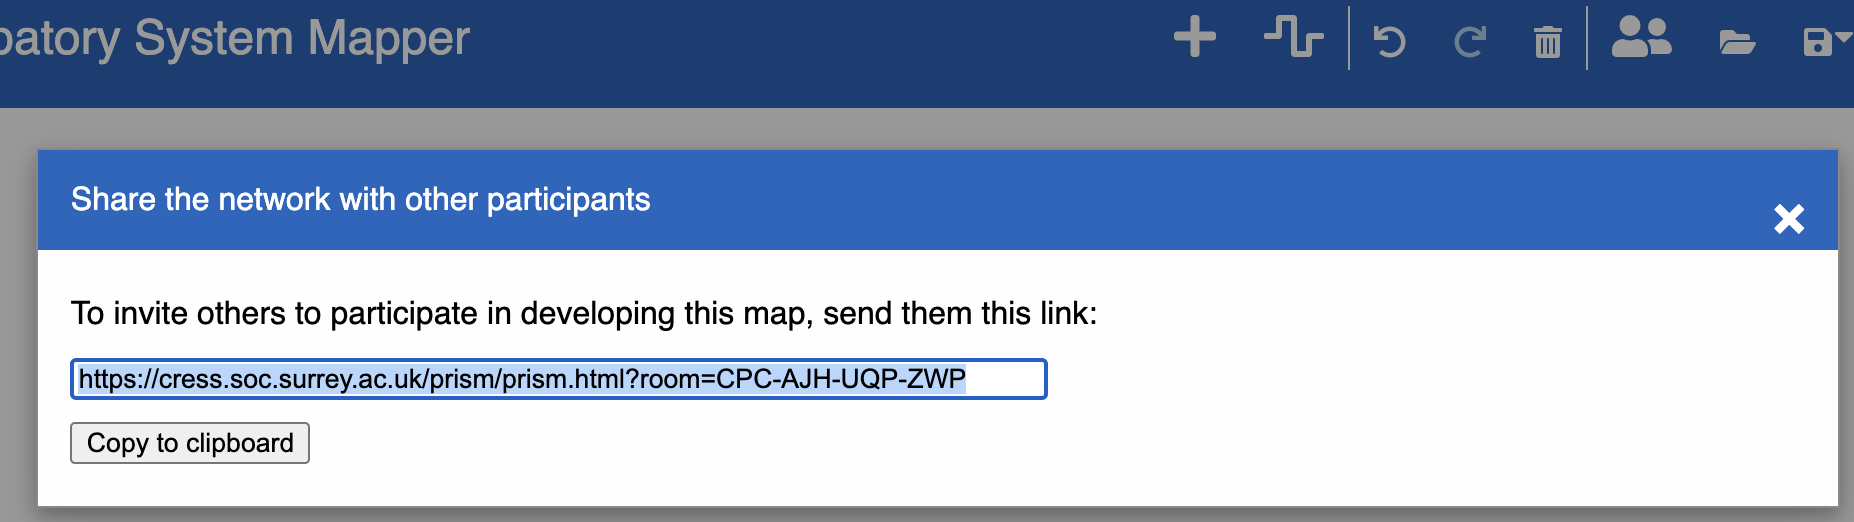 patory System Mapper
Share the network with other participants
To invite others to participate in developing this map, send them this link:
https://cress.soc.surrey.ac.uk/prism/prism.html?room=CPC-AJH-UQP-ZWP
Copy to clipboard